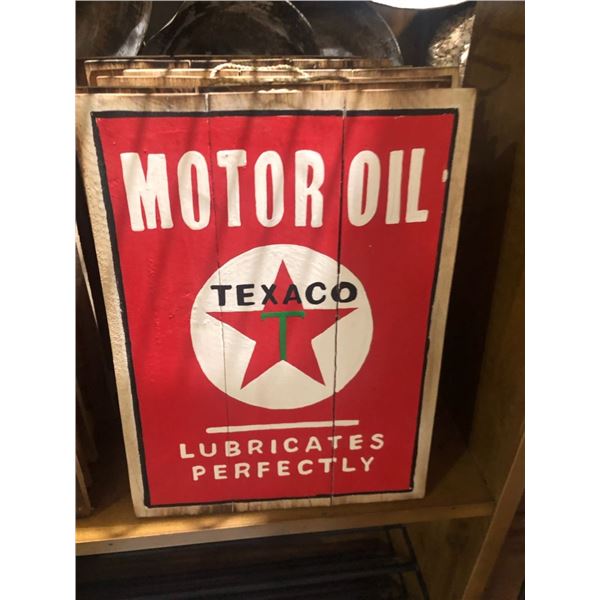 MOTOR OIL
TEXACO
T
LUBRICATES
PERFECTLY